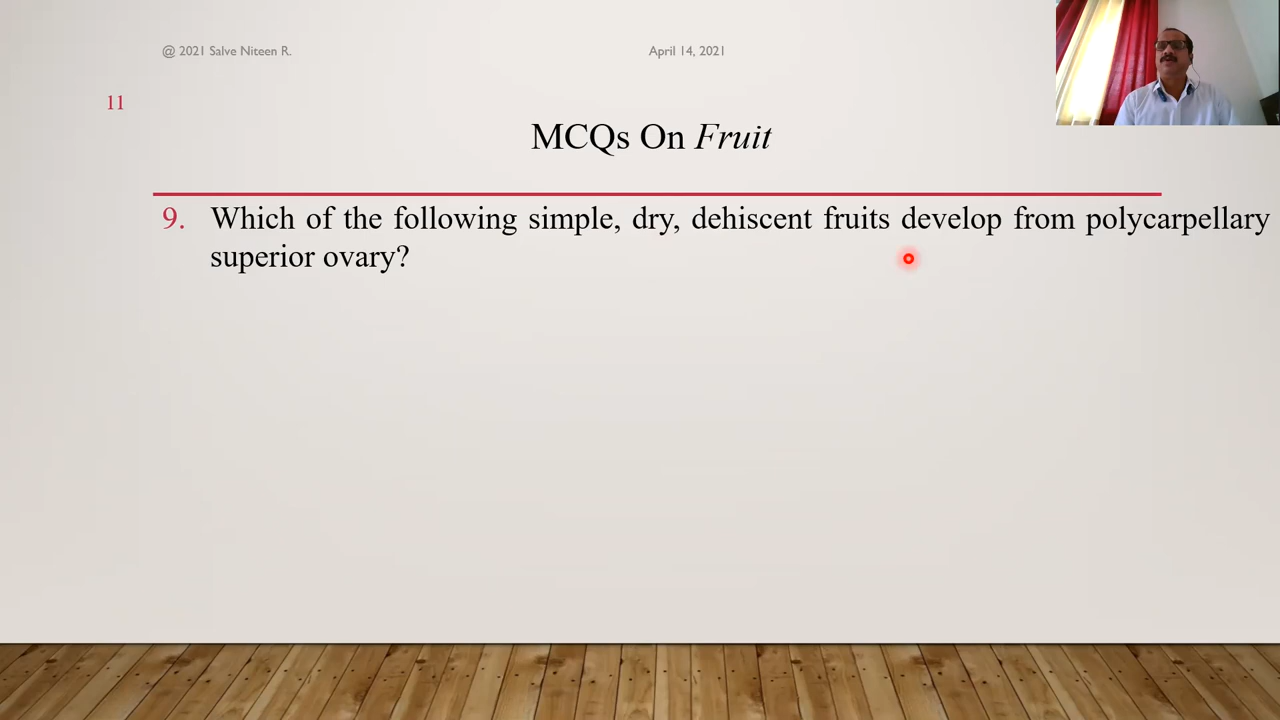 @ 2021 Salve Niteen R.
April 14, 2021
11
MCQs On Fruit
9. Which of the following simple, dry, dehiscent fruits develop from polycarpellary
superior ovary?